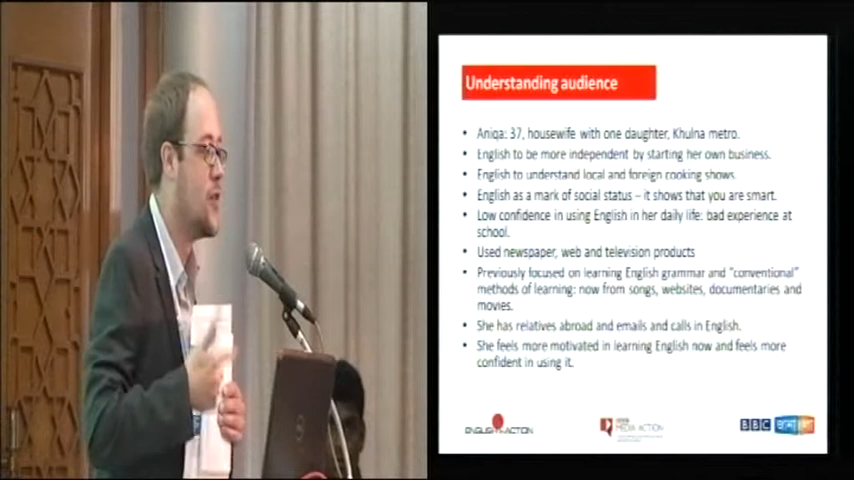 Understanding audience
• Aniqa: 37, housewife with one daughter, Khulna metro.
• English to be more independent by starting her own business.
• English to understand local and foreign cooking shows.
• English as a mark of social status – it shows that you are smart.
• Low confidence in using English in her daily life: bad experience at
school.
• Used newspaper, web and television products
• Previously focused on learning English grammar and "conventional"
methods of learning: now from songs, websites, documentaries and
movies.
• She has relatives abroad and emails and calls in English.
• She feels more motivated in learning English now and feels more
confident in using it.
ENGLISH IN ACTION
MEDIA ACTION
BBC